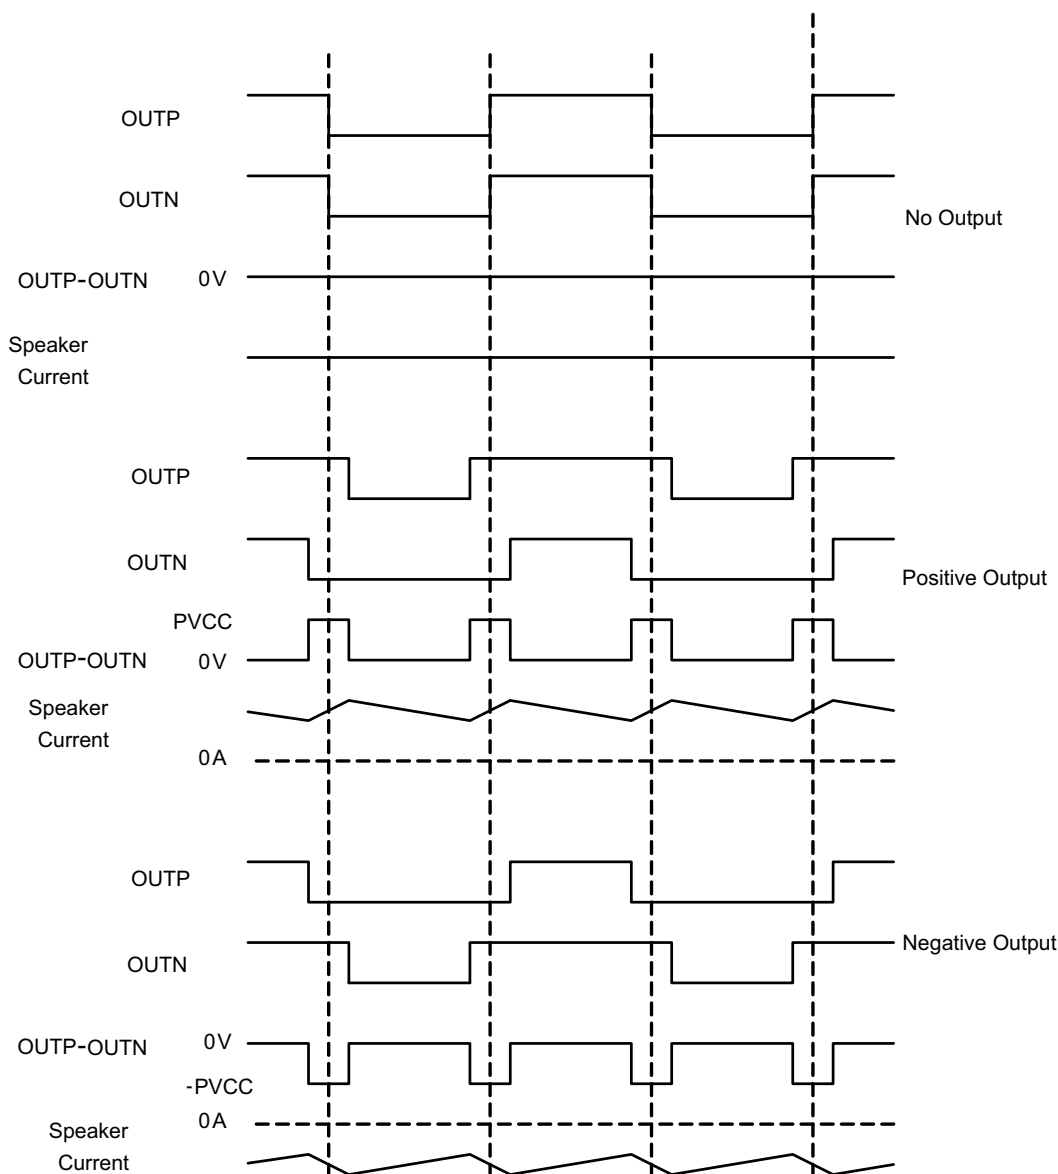 OUTP
OUTN
No Output
OUTP-OUTN 0V
Speaker
Current
OUTP
OUTN
Positive Output
PVCC
OUTP-OUTN 0V
Speaker
Current
0A
OUTP
Negative Output
OUTN
OUTP-OUTN 0V
-PVCC
0A
Speaker
Current